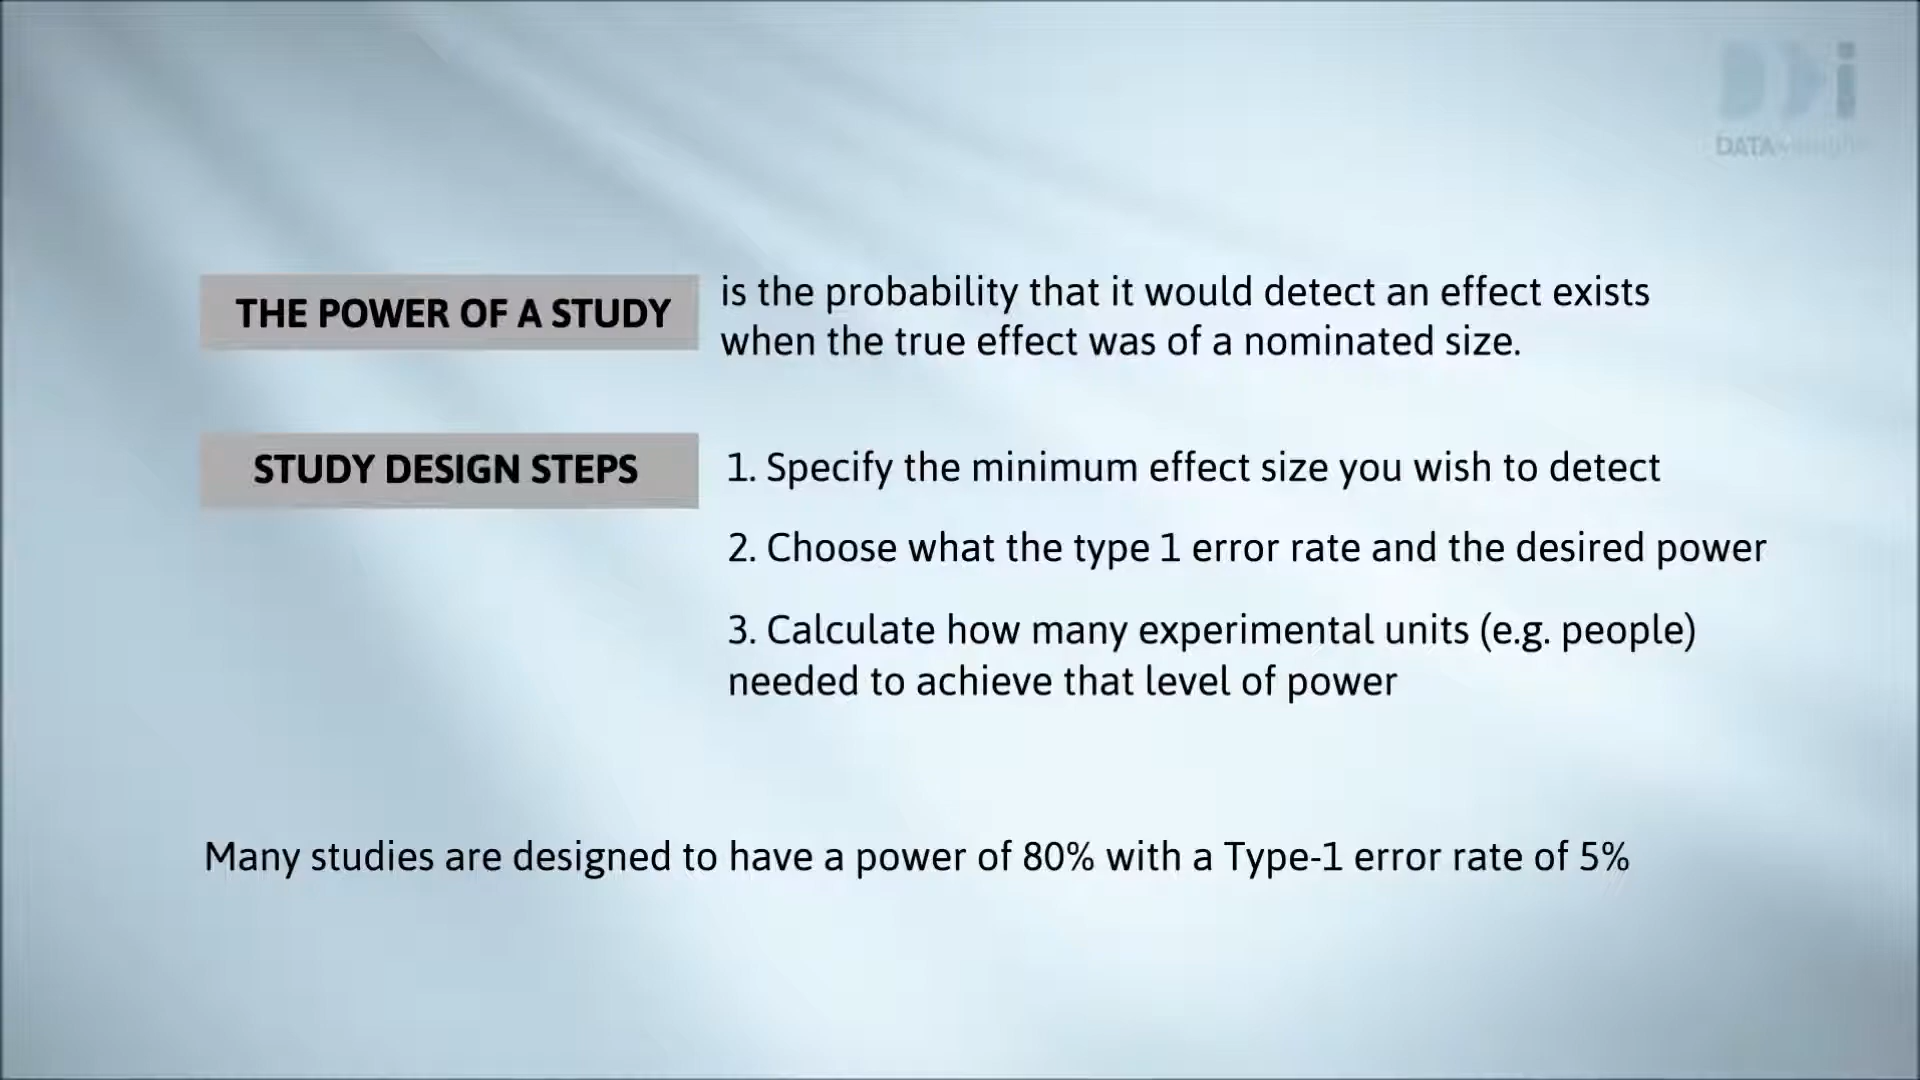 DATA
THE POWER OF A STUDY
is the probability that it would detect an effect exists
when the true effect was of a nominated size.
STUDY DESIGN STEPS
1. Specify the minimum effect size you wish to detect
2. Choose what the type 1 error rate and the desired power
3. Calculate how many experimental units (e.g. people)
needed to achieve that level of power
Many studies are designed to have a power of 80% with a Type-1 error rate of 5%